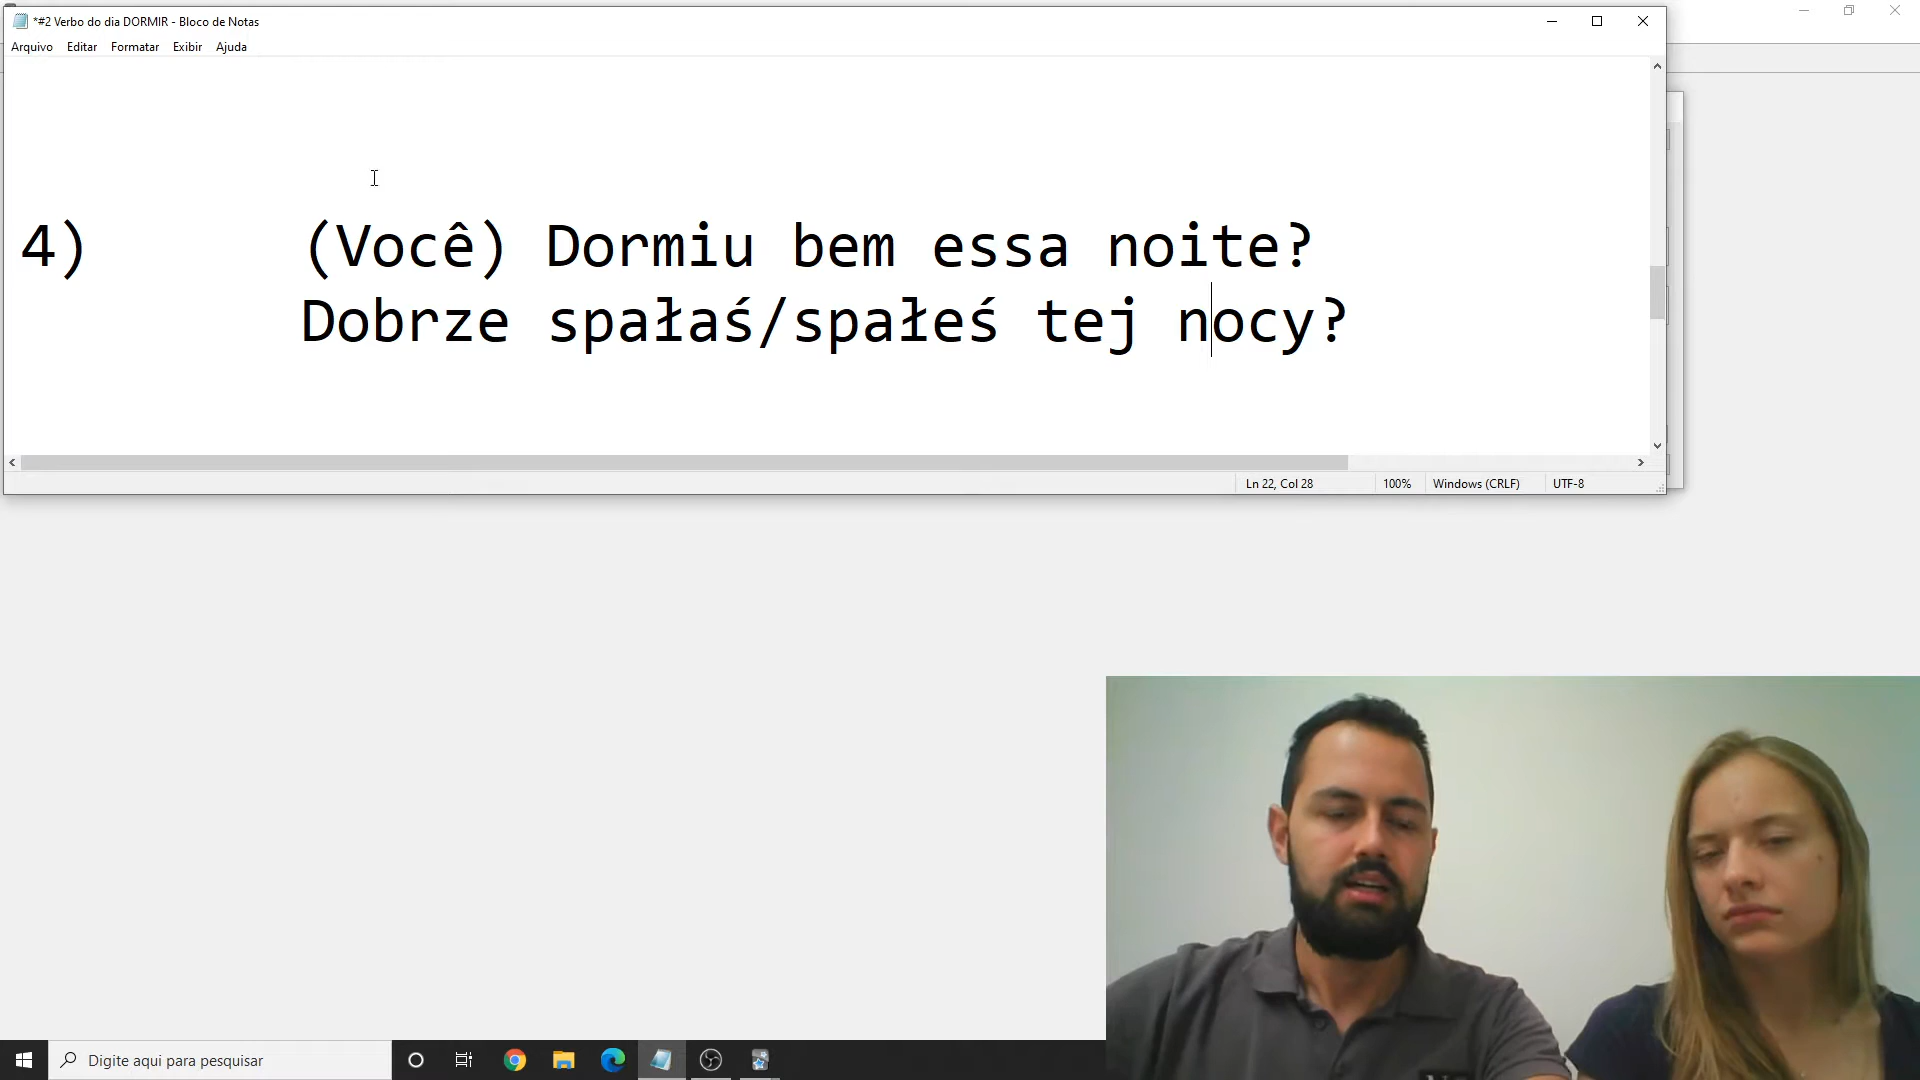 *#2 Verbo do dia DORMIR - Bloco de Notas
Arquivo Editar Formatar Exibir Ajuda
4) (Você) Dormiu bem essa noite?
Dobrze spałaś/spałeś tej nocy?
Ln 22, Col 28 100% Windows (CRLF) UTF-8
Digite aqui para pesquisar